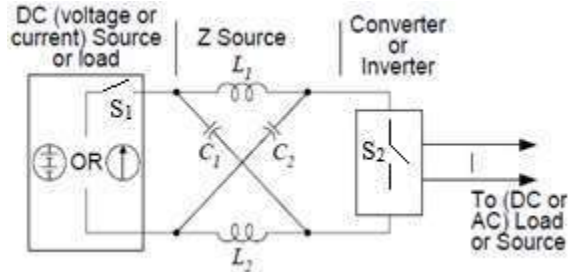 DC (voltage or
current) Source
or load
Z Source
Converter
or
Inverter
L1
S1
OR
C1
C2
S2
L2
To (DC or
AC) Load
or Source